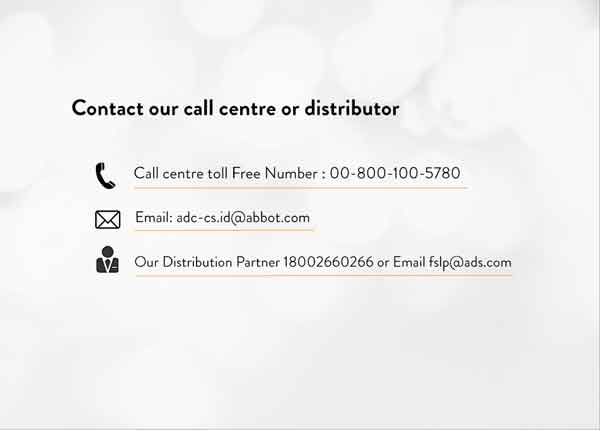 Contact our call centre or distributor
Call centre toll Free Number : 00-800-100-5780
Email: adc-cs.id@abbot.com
Our Distribution Partner 18002660266 or Email fslp@ads.com